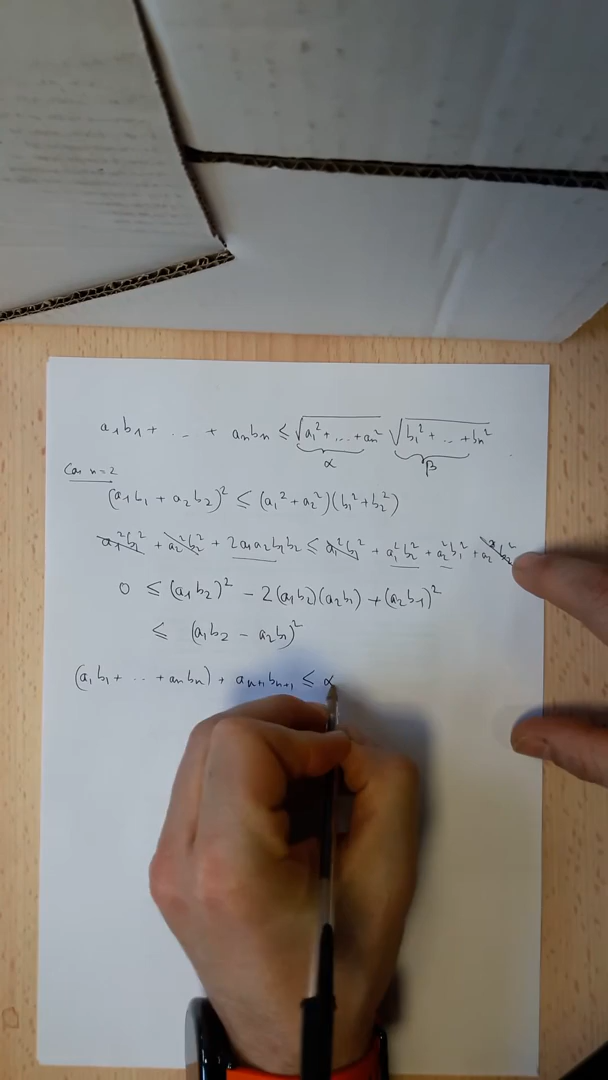 a₁b₁ + ... + aₙbₙ ≤ √(a₁² + ... + aₙ²) √(b₁² + ... + bₙ²)
α β
Cas n=2
(a₁b₁ + a₂b₂)² ≤ (a₁² + a₂²)(b₁² + b₂²)
a₁²b₁² + a₂²b₂² + 2a₁a₂b₁b₂ ≤ a₁²b₁² + a₁²b₂² + a₂²b₁² + a₂²b₂²
0 ≤ (a₁b₂)² - 2(a₁b₂)(a₂b₁) + (a₂b₁)²
≤ (a₁b₂ - a₂b₁)²
(a₁b₁ + ... + aₙbₙ) + aₙ₊₁bₙ₊₁ ≤ α